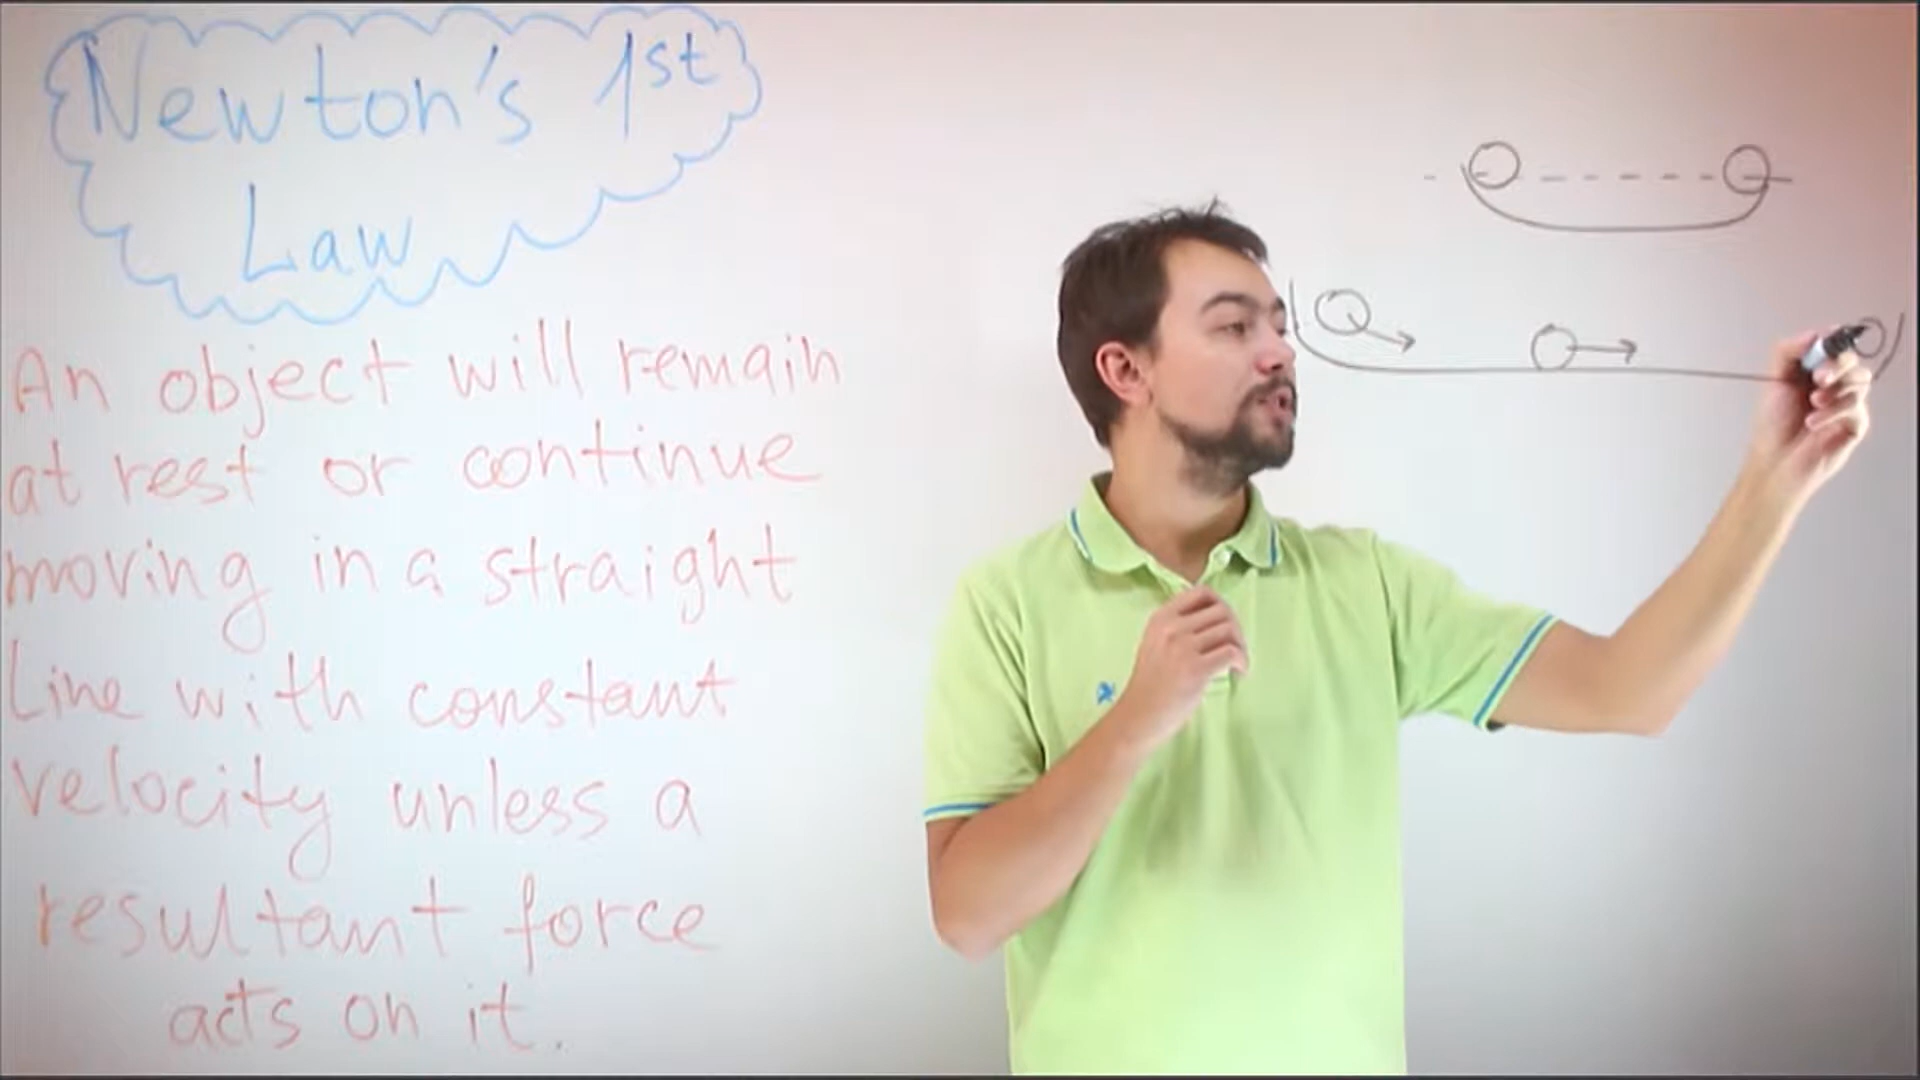 Newton's 1st
Law
An object will remain
at rest or continue
moving in a straight
line with constant
velocity unless a
resultant force
acts on it.